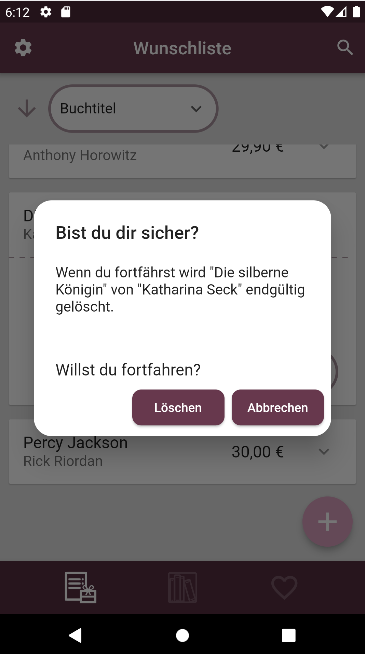 6:12
Wunschliste
Buchtitel
Anthony Horowitz
29,90 €
D
Ka
Bist du dir sicher?
Wenn du fortfährst wird "Die silberne
Königin" von "Katharina Seck" endgültig
gelöscht.
Willst du fortfahren?
Löschen Abbrechen
Percy Jackson
Rick Riordan
30,00 €